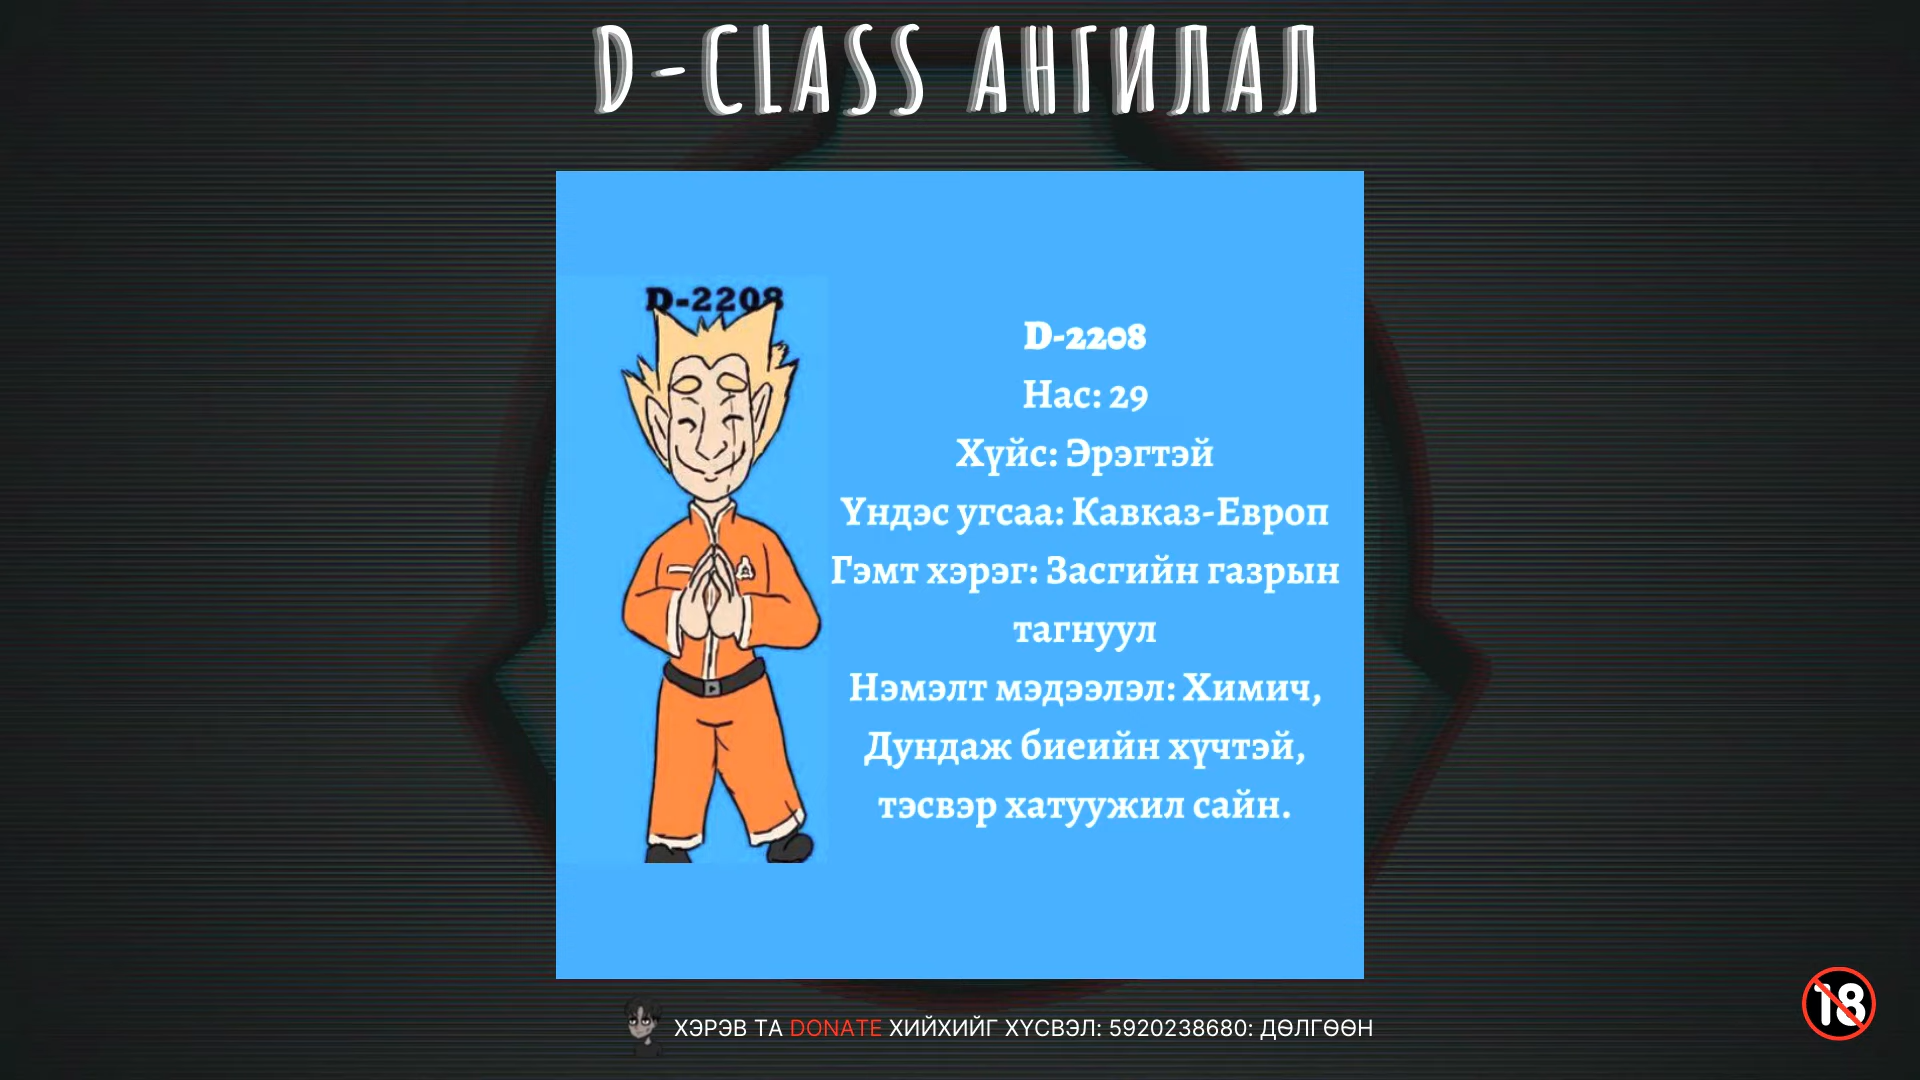 D-CLASS АНГИЛАЛ
D-2208
D-2208
Нас: 29
Хүйс: Эрэгтэй
Үндэс угсаа: Кавказ-Европ
Гэмт хэрэг: Засгийн газрын
тагнуул
Нэмэлт мэдээлэл: Химич,
Дундаж биеийн хүчтэй,
тэсвэр хатуужил сайн.
ХЭРЭВ ТА DONATE ХИЙХИЙГ ХҮСВЭЛ: 5920238680: ДӨЛГӨӨН
18